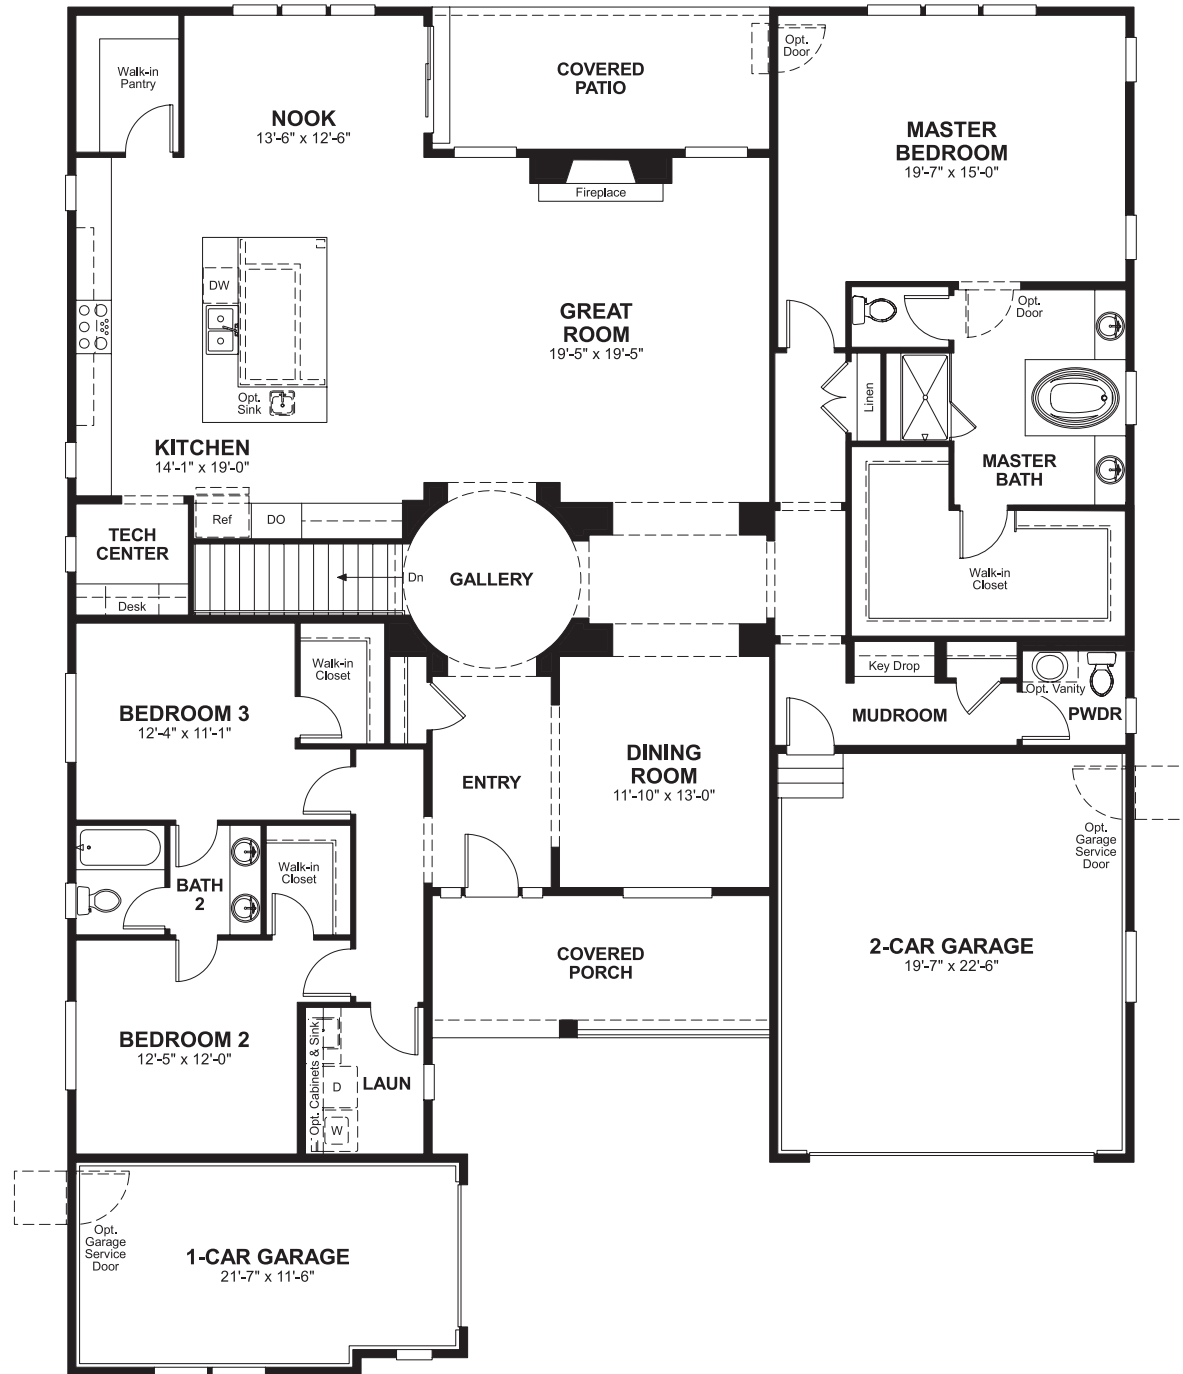 Walk-in
Pantry
NOOK
13'-6" x 12'-6"
COVERED
PATIO
Opt.
Door
MASTER
BEDROOM
19'-7" x 15'-0"
Fireplace
DW
Opt.
Sink
GREAT
ROOM
19'-5" x 19'-5"
Opt.
Door
Linen
KITCHEN
14'-1" x 19'-0"
MASTER
BATH
TECH
CENTER
Ref
DO
Desk
Dn
GALLERY
Walk-in
Closet
Walk-in
Closet
Key Drop
Opt. Vanity
MUDROOM
PWDR
BEDROOM 3
12'-4" x 11'-1"
ENTRY
DINING
ROOM
11'-10" x 13'-0"
Opt.
Garage
Service
Door
Walk-in
Closet
BATH
2
COVERED
PORCH
2-CAR GARAGE
19'-7" x 22'-6"
BEDROOM 2
12'-5" x 12'-0"
Opt. Cabinets & Sink
D
W
LAUN
Opt.
Garage
Service
Door
1-CAR GARAGE
21'-7" x 11'-6"